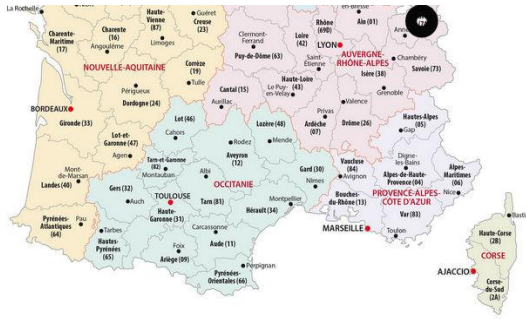 La Rochelle
Charente-
Maritime
(17)
Charente
(16)
Angoulême
Haute-
Vienne
(87)
Limoges
Guéret
Creuse
(23)
NOUVELLE-AQUITAINE
Corrèze
(19)
Tulle
Périgueux
Dordogne (24)
BORDEAUX
Gironde (33)
Lot-et-
Garonne
(47)
Agen
Mont-
de-Marsan
Landes (40)
Pyrénées-
Atlantiques
(64)
Pau
Clermont-
Ferrand
Puy-de-Dôme (63)
Loire
(42)
Rhône
(69D)
en-Bresse
Ain (01)
LYON
Saint-
Étienne
AUVERGNE-
RHÔNE-ALPES
Chambéry
Savoie (73)
Isère (38)
Grenoble
Haute-Loire
(43)
Le Puy-
en-Velay
Cantal (15)
Aurillac
Privas
Valence
Ardèche
(07)
Drôme (26)
Lot (46)
Cahors
Lozère (48)
Mende
Rodez
Aveyron
(12)
Tarn-et-Garonne
(82)
Montauban
Albi
OCCITANIE
Gard (30)
Nîmes
Gers (32)
Auch
TOULOUSE
Haute-
Garonne
(31)
Tarn (81)
Montpellier
Hérault (34)
Carcassonne
Aude (11)
Tarbes
Hautes-
Pyrénées
(65)
Foix
Ariège (09)
Perpignan
Pyrénées-
Orientales (66)
Hautes-Alpes
(05)
Gap
Vaucluse
(84)
Avignon
Digne-
les-Bains
Alpes-de-Haute-
Provence (04)
Alpes-
Maritimes
(06)
Nice
PROVENCE-ALPES-
CÔTE D'AZUR
Bouches-
du-Rhône (13)
Var (83)
MARSEILLE
Toulon
Basti
Haute-Corse
(2B)
CORSE
AJACCIO
Corse-
du-Sud
(2A)